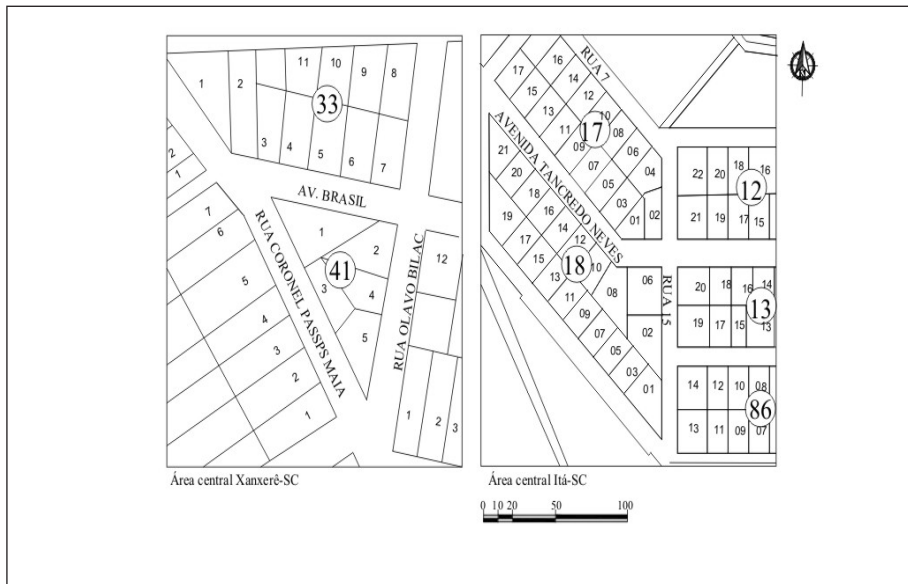 11 10 9 8
1 2
33
3 4 5 6 7
2
1
AV. BRASIL
7
6
5
4
3
2
1
RUA CORONEL PASSPS MAIA
1
2
41
3
4
5
RUA OLAVO BILAC
12
1 2 3
Área central Xanxerê-SC
RUA 7
17 16
15 14
13 12
11 10
17
09 08
07 06
05 04
03
01 02
AVENIDA TANCREDO NEVES
21
20
19 18
17 16
15 14
13 12
18
11 10
09 08
07
05
03
01
06
02
RUA 15
22 20 18 16
12
21 19 17 15
20 18 16 14
13
19 17 15 13
14 12 10 08
86
13 11 09 07
Área central Itá-SC
0 10 20 50 100